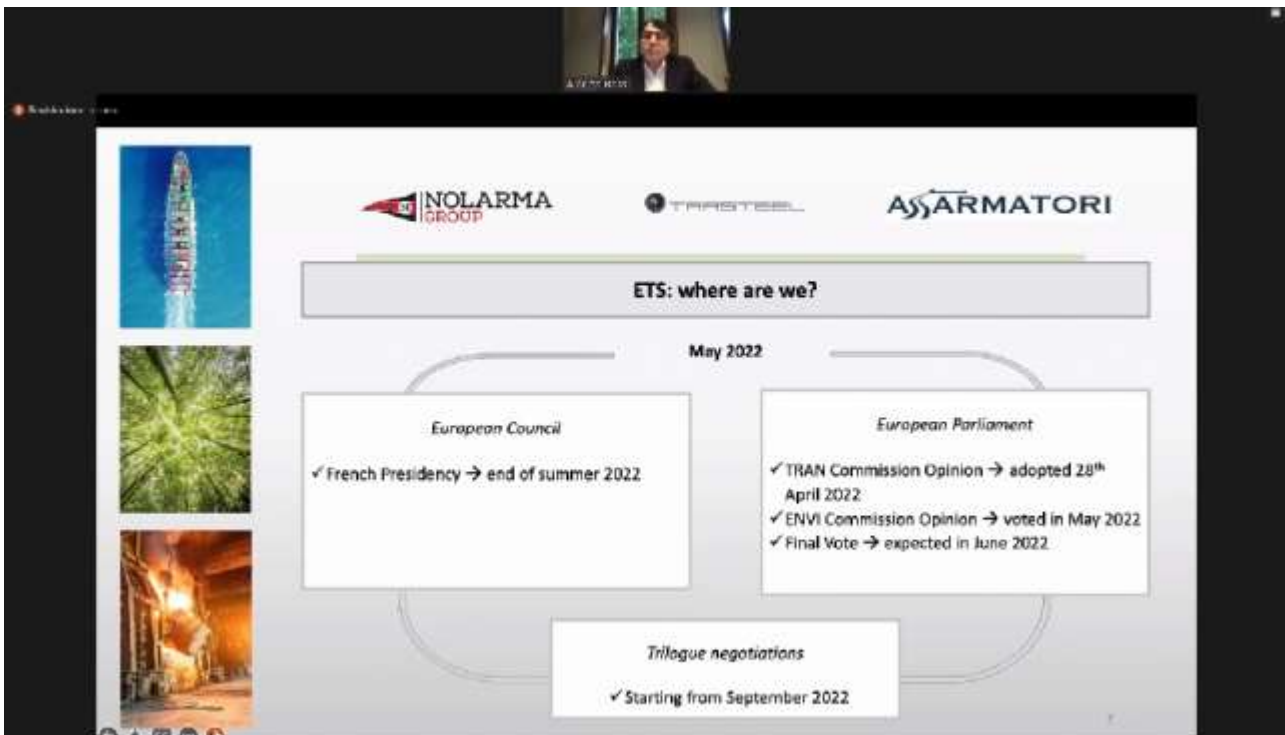 NOLARMA
GROUP
TRASTEEL
ASSARMATORI
ETS: where are we?
May 2022
European Council
✓ French Presidency → end of summer 2022
European Parliament
✓ TRAN Commission Opinion → adopted 28th
April 2022
✓ ENVI Commission Opinion → voted in May 2022
✓ Final Vote → expected in June 2022
Trilogue negotiations
✓ Starting from September 2022
7